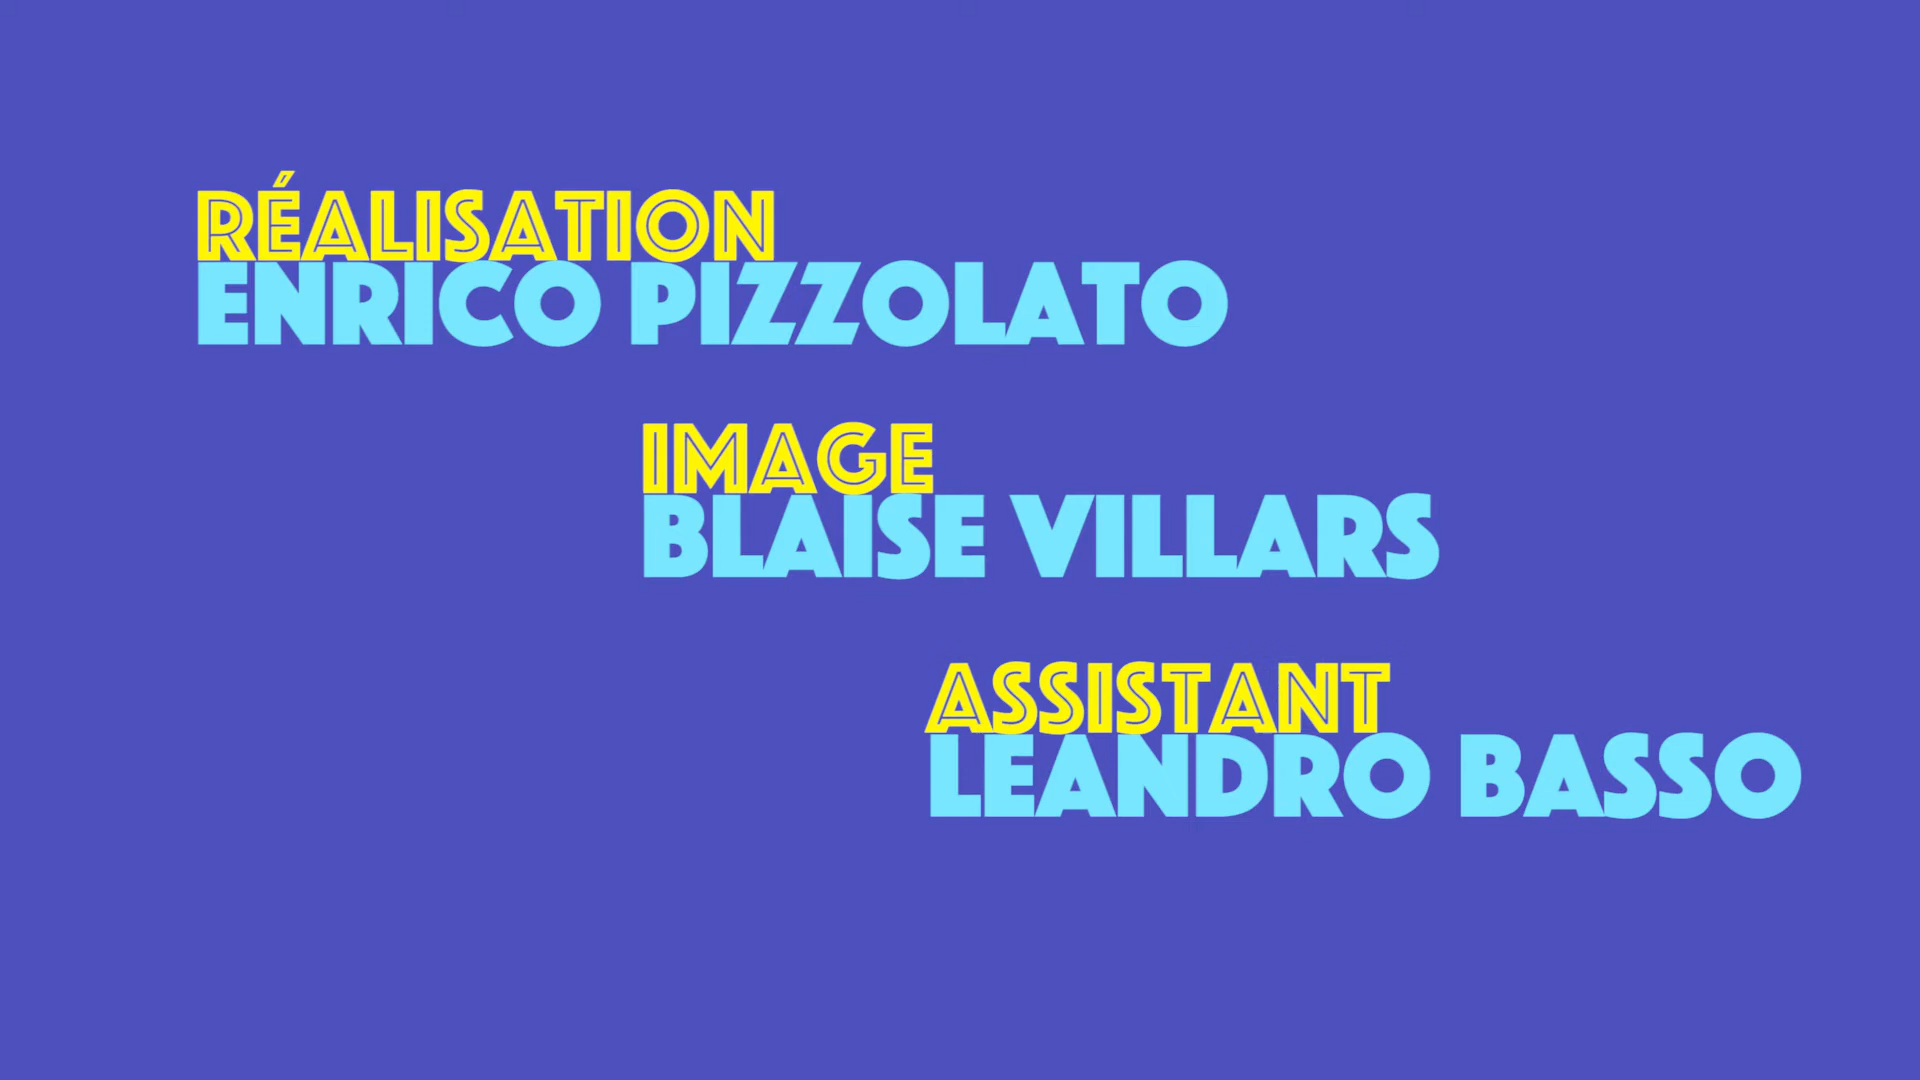 RÉALISATION
ENRICO PIZZOLATO
IMAGE
BLAISE VILLARS
ASSISTANT
LEANDRO BASSO